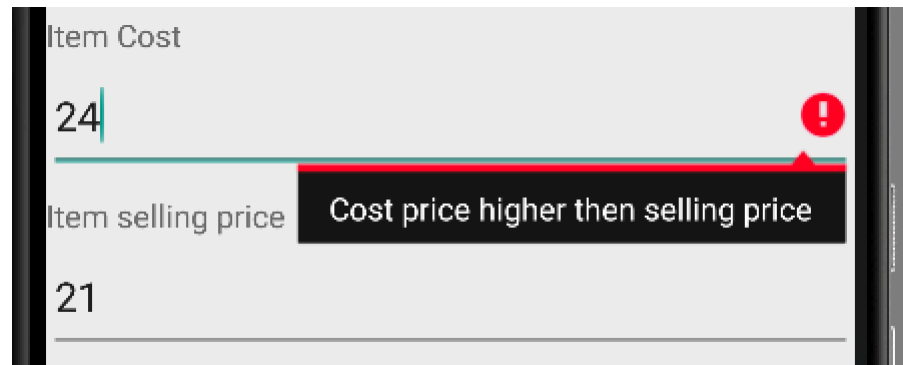 Item Cost
24
Item selling price
Cost price higher then selling price
21